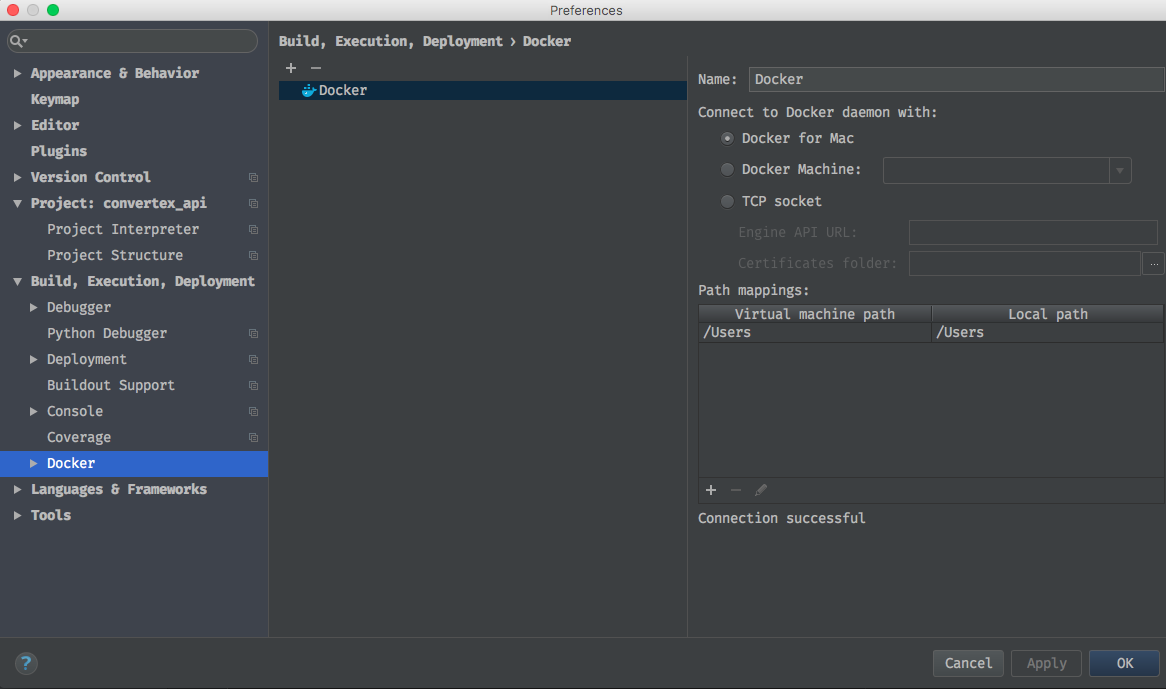 Preferences
Appearance & Behavior
Keymap
Editor
Plugins
Version Control
Project: convertex_api
Project Interpreter
Project Structure
Build, Execution, Deployment
Debugger
Python Debugger
Deployment
Buildout Support
Console
Coverage
Docker
Languages & Frameworks
Tools
?
Build, Execution, Deployment › Docker
+ −
Docker
Name: Docker
Connect to Docker daemon with:
Docker for Mac
Docker Machine:
TCP socket
Engine API URL:
Certificates folder: ...
Path mappings:
Virtual machine path Local path
/Users /Users
+ −
Connection successful
Cancel Apply OK